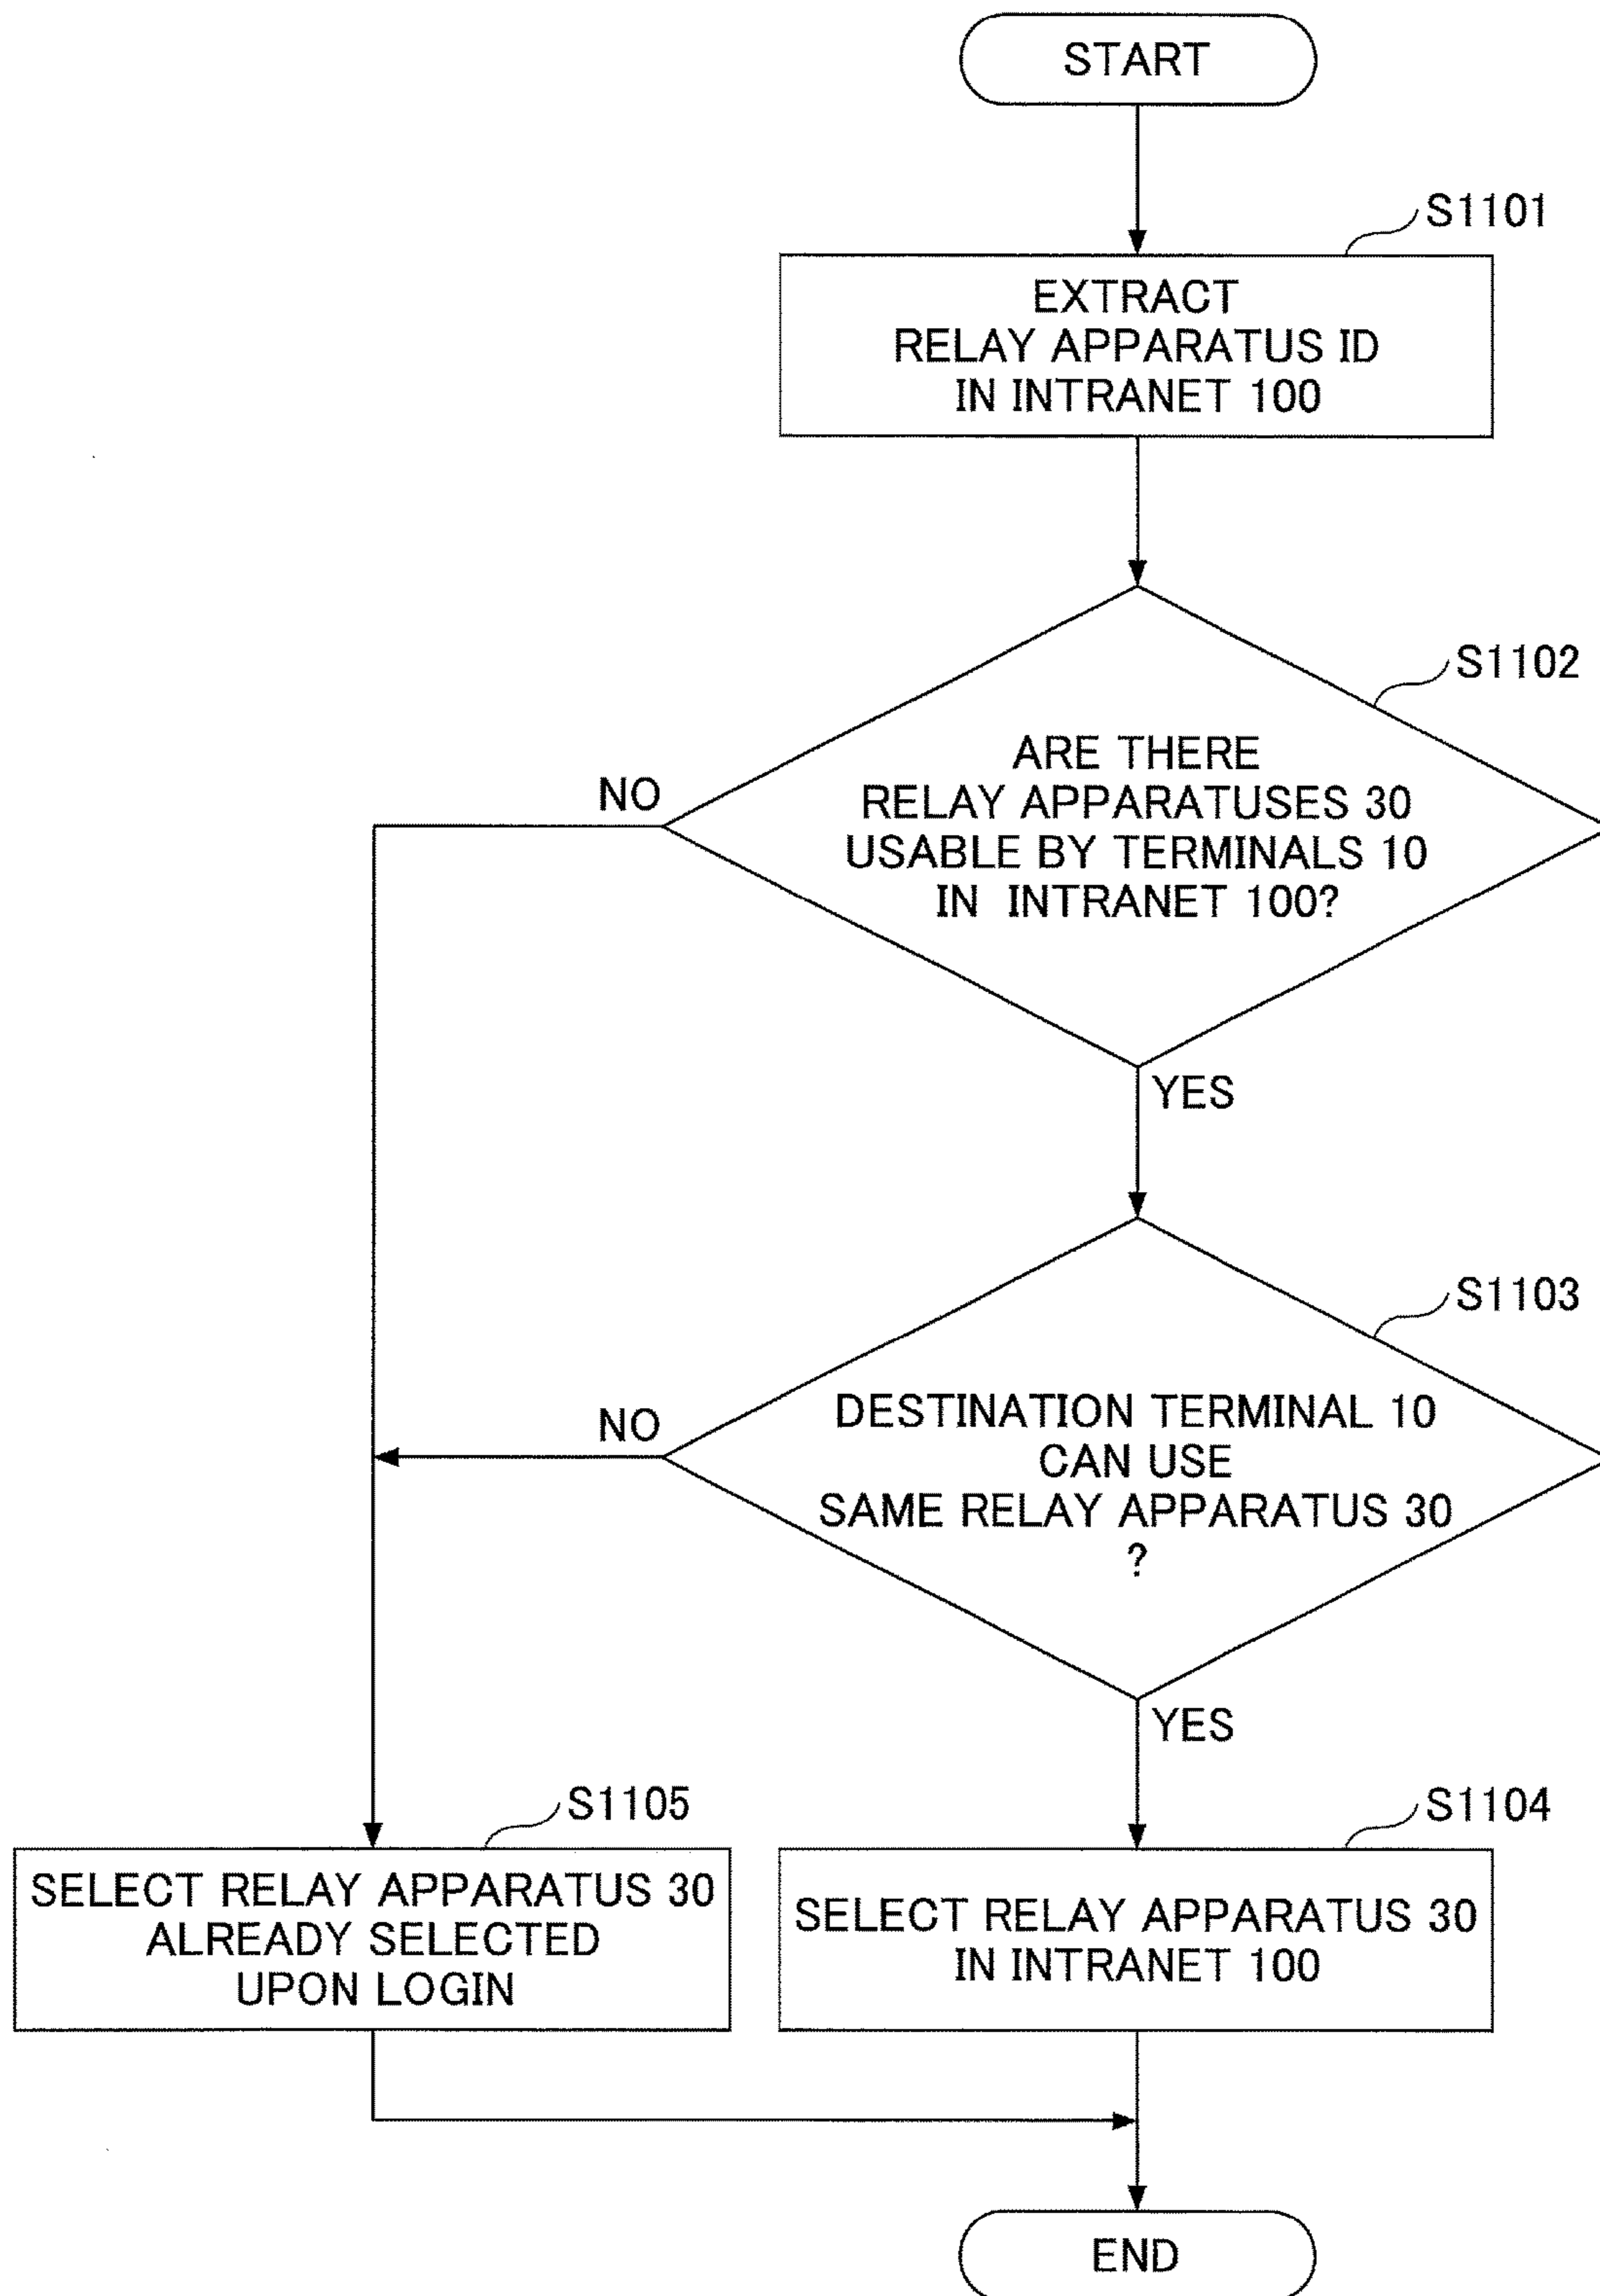 START
S1101
EXTRACT
RELAY APPARATUS ID
IN INTRANET 100
S1102
ARE THERE
RELAY APPARATUSES 30
USABLE BY TERMINALS 10
IN INTRANET 100?
NO
YES
S1103
DESTINATION TERMINAL 10
CAN USE
SAME RELAY APPARATUS 30
?
NO
YES
S1105
SELECT RELAY APPARATUS 30
ALREADY SELECTED
UPON LOGIN
S1104
SELECT RELAY APPARATUS 30
IN INTRANET 100
END